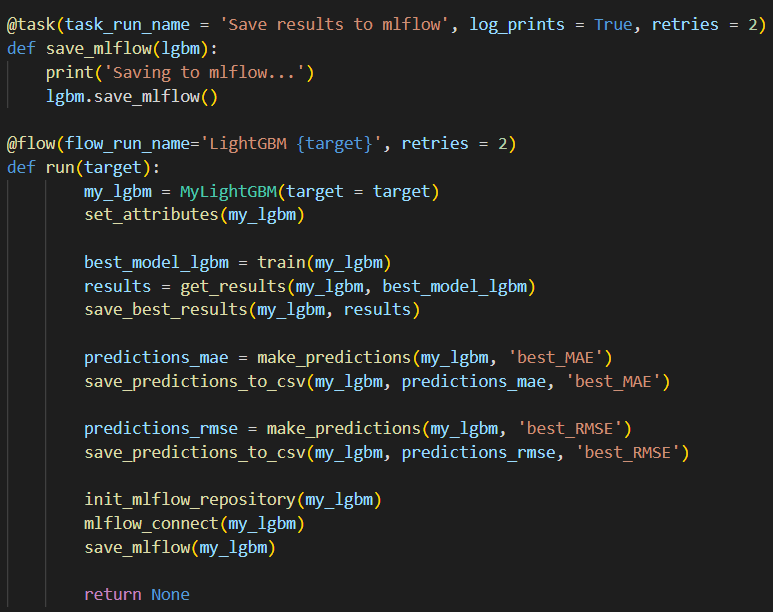 @task(task_run_name = 'Save results to mlflow', log_prints = True, retries = 2)
def save_mlflow(lgbm):
    print('Saving to mlflow...')
    lgbm.save_mlflow()

@flow(flow_run_name='LightGBM {target}', retries = 2)
def run(target):
        my_lgbm = MyLightGBM(target = target)
        set_attributes(my_lgbm)

        best_model_lgbm = train(my_lgbm)
        results = get_results(my_lgbm, best_model_lgbm)
        save_best_results(my_lgbm, results)

        predictions_mae = make_predictions(my_lgbm, 'best_MAE')
        save_predictions_to_csv(my_lgbm, predictions_mae, 'best_MAE')

        predictions_rmse = make_predictions(my_lgbm, 'best_RMSE')
        save_predictions_to_csv(my_lgbm, predictions_rmse, 'best_RMSE')

        init_mlflow_repository(my_lgbm)
        mlflow_connect(my_lgbm)
        save_mlflow(my_lgbm)

        return None